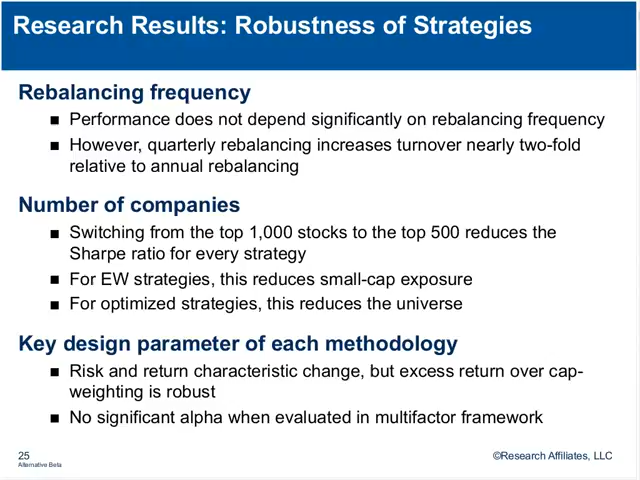 Research Results: Robustness of Strategies
Rebalancing frequency
■ Performance does not depend significantly on rebalancing frequency
■ However, quarterly rebalancing increases turnover nearly two-fold
relative to annual rebalancing
Number of companies
■ Switching from the top 1,000 stocks to the top 500 reduces the
Sharpe ratio for every strategy
■ For EW strategies, this reduces small-cap exposure
■ For optimized strategies, this reduces the universe
Key design parameter of each methodology
■ Risk and return characteristic change, but excess return over cap-
weighting is robust
■ No significant alpha when evaluated in multifactor framework
25
Alternative Beta
©Research Affiliates, LLC